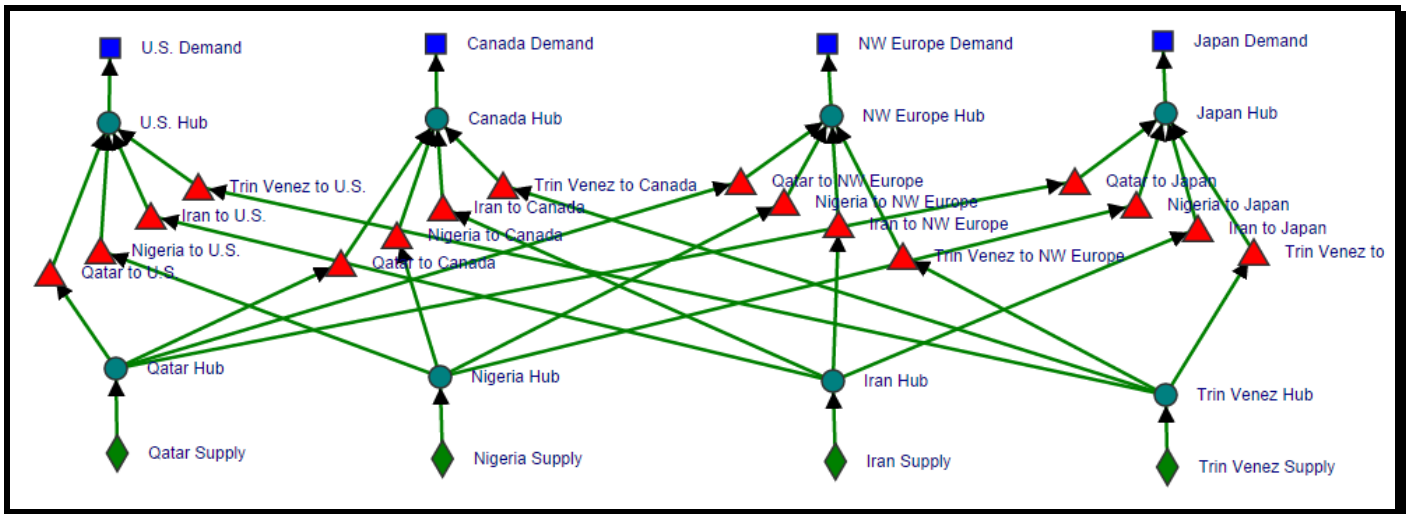 U.S. Demand
Canada Demand
NW Europe Demand
Japan Demand
U.S. Hub
Canada Hub
NW Europe Hub
Japan Hub
Trin Venez to U.S.
Trin Venez to Canada
Qatar to NW Europe
Qatar to Japan
Iran to U.S.
Iran to Canada
Nigeria to NW Europe
Nigeria to Japan
Nigeria to U.S.
Nigeria to Canada
Iran to NW Europe
Iran to Japan
Qatar to U.S.
Qatar to Canada
Trin Venez to NW Europe
Trin Venez to
Qatar Hub
Nigeria Hub
Iran Hub
Trin Venez Hub
Qatar Supply
Nigeria Supply
Iran Supply
Trin Venez Supply